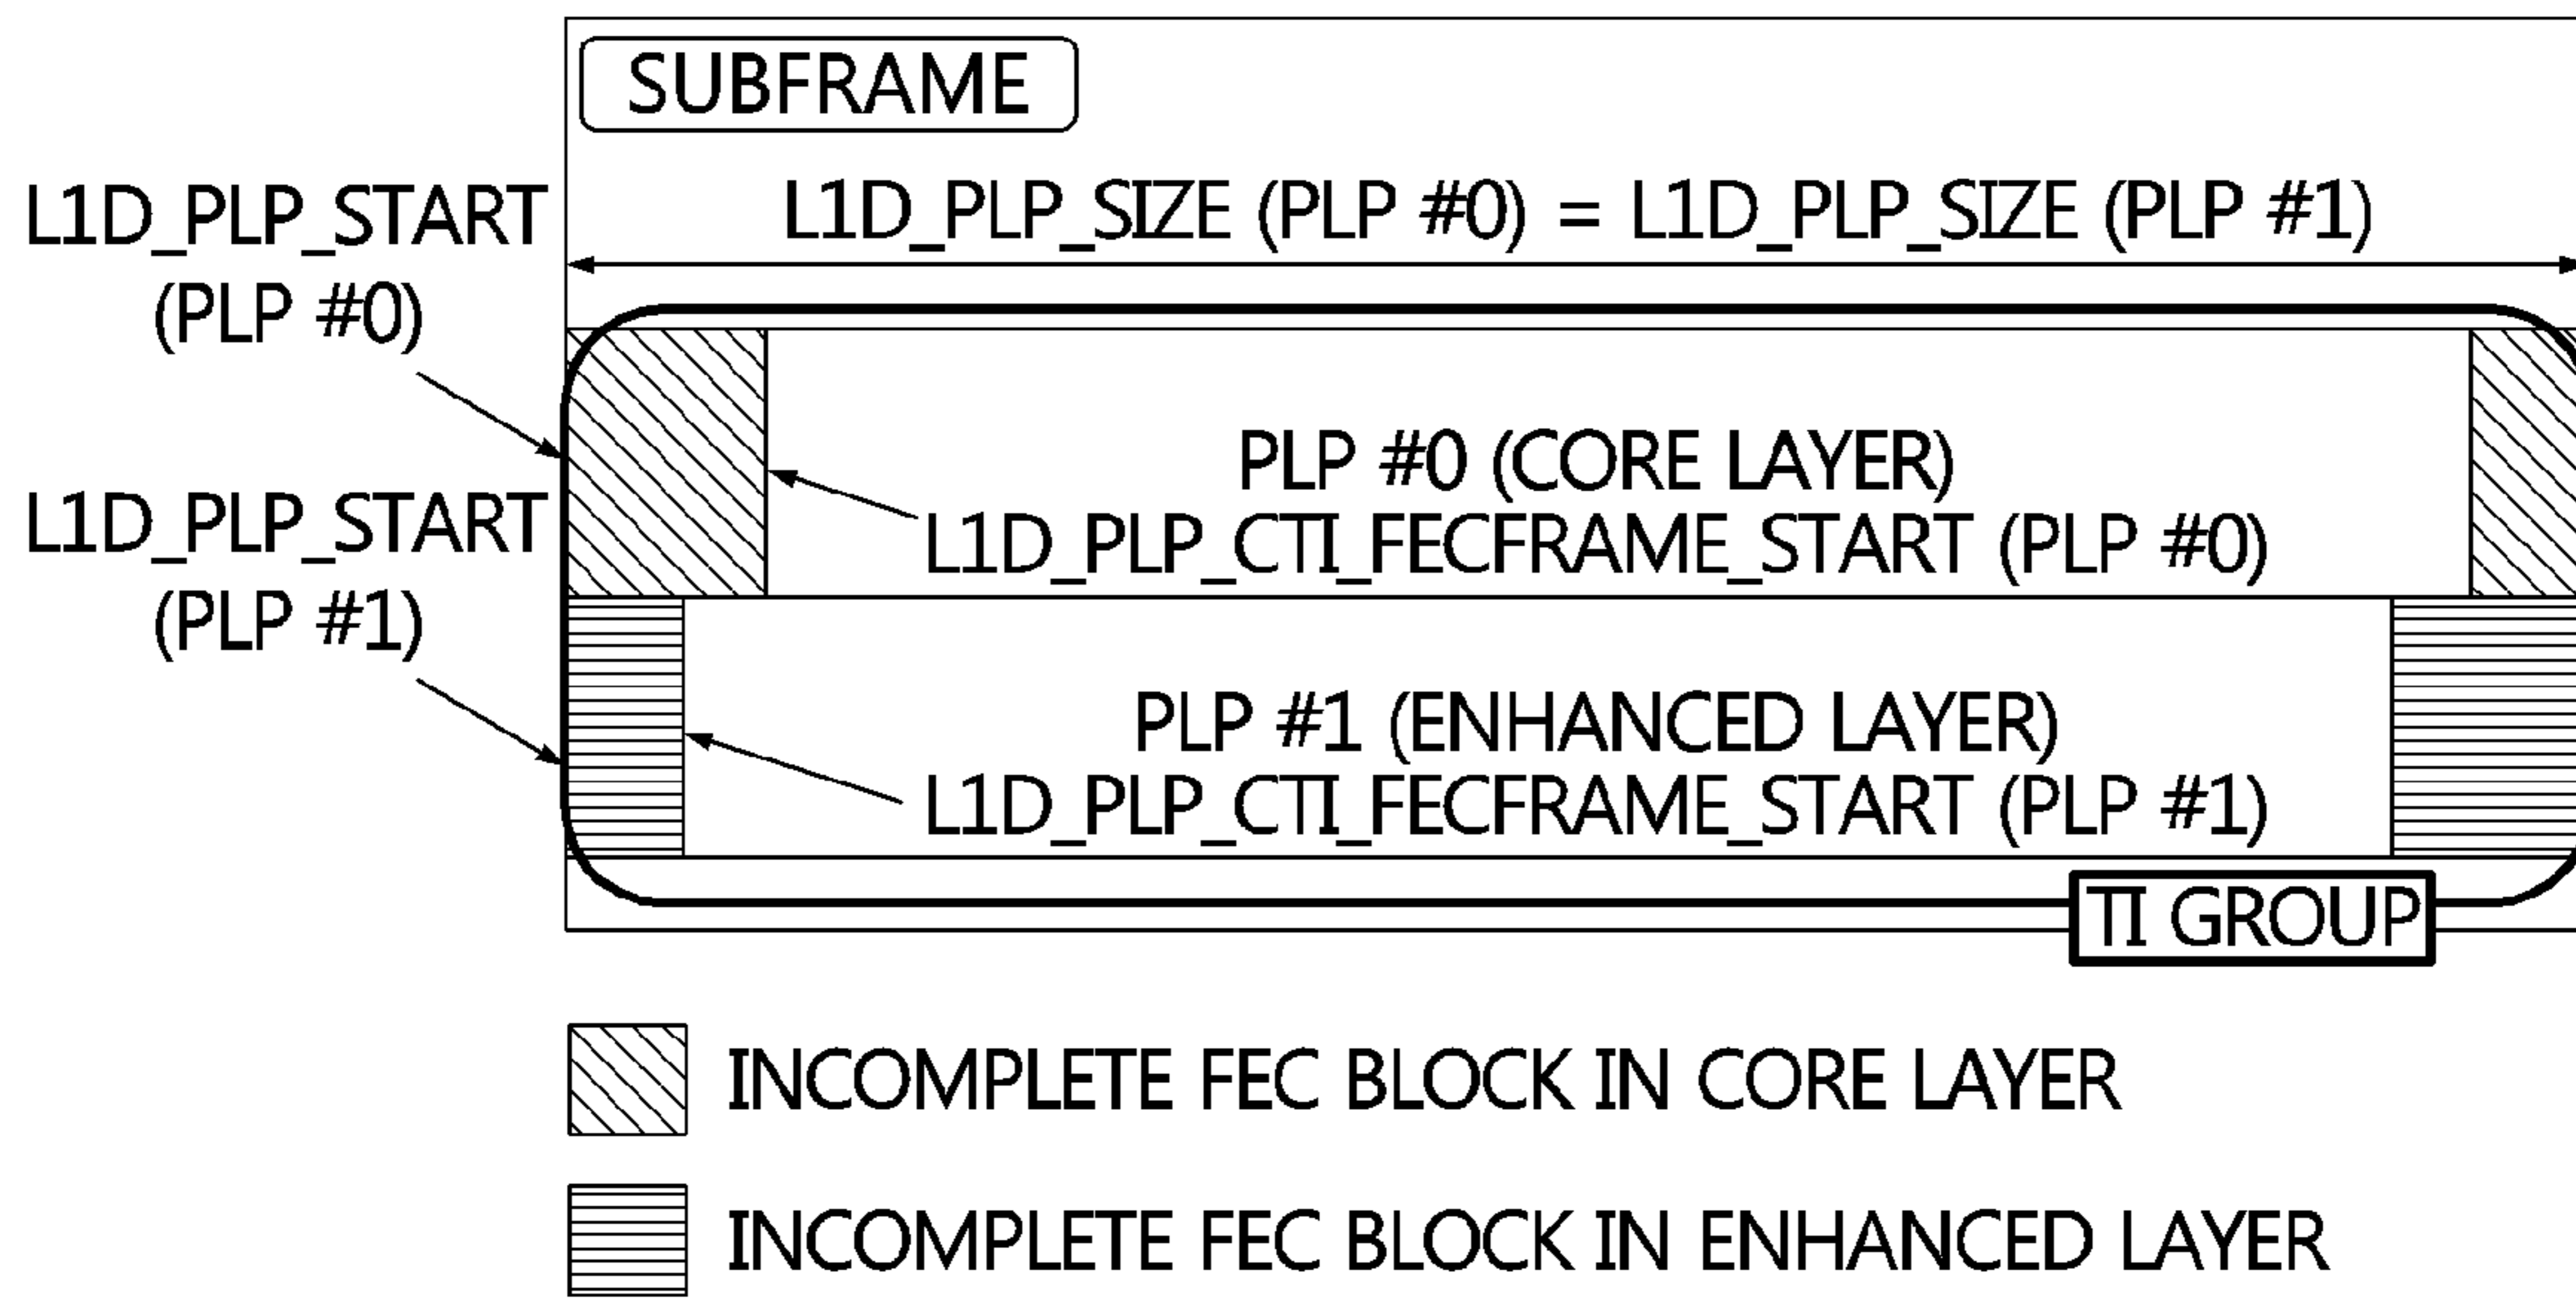 SUBFRAME
L1D_PLP_SIZE (PLP #0) = L1D_PLP_SIZE (PLP #1)
L1D_PLP_START
(PLP #0)
PLP #0 (CORE LAYER)
L1D_PLP_CTI_FECFRAME_START (PLP #0)
L1D_PLP_START
(PLP #1)
PLP #1 (ENHANCED LAYER)
L1D_PLP_CTI_FECFRAME_START (PLP #1)
TI GROUP
INCOMPLETE FEC BLOCK IN CORE LAYER
INCOMPLETE FEC BLOCK IN ENHANCED LAYER